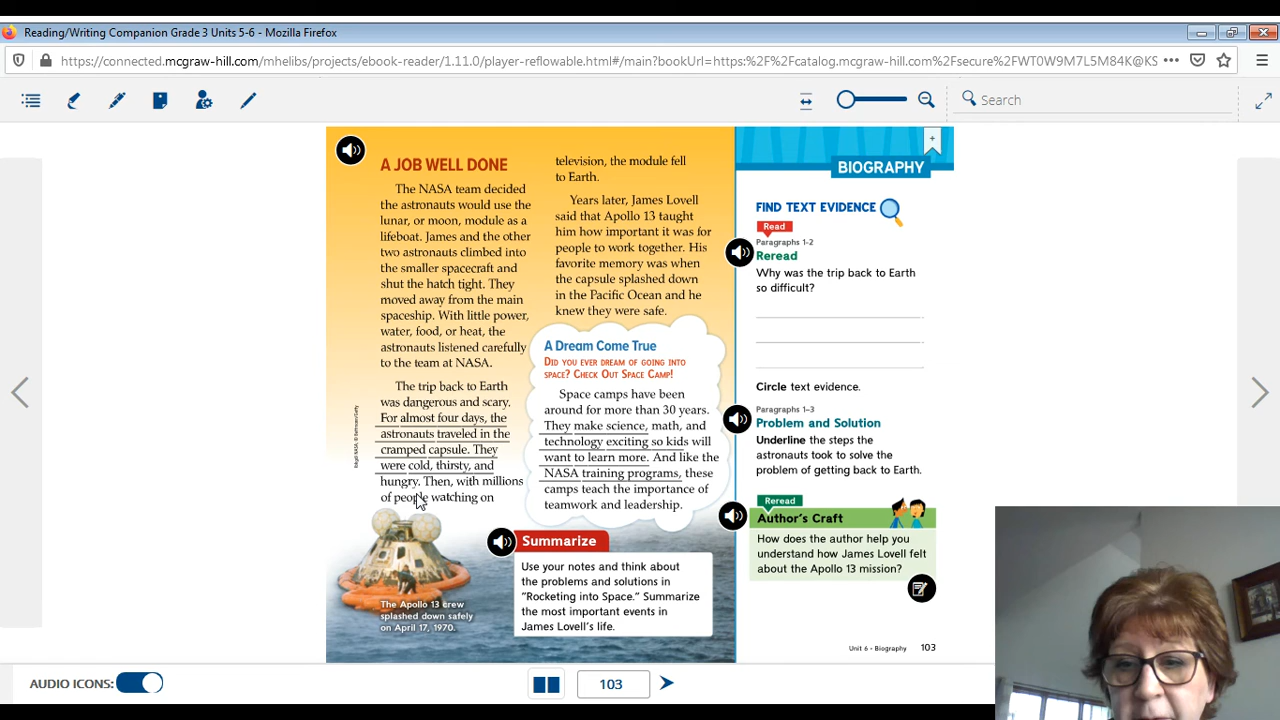 Reading/Writing Companion Grade 3 Units 5-6 - Mozilla Firefox
https://connected.mcgraw-hill.com/mhelibs/projects/ebook-reader/1.11.0/player-reflowable.html#/main?bookUrl=https:%2F%2Fcatalog.mcgraw-hill.com%2Fsecure%2FWT0W9M7L5M84K@KS
Search
A JOB WELL DONE
The NASA team decided
the astronauts would use the
lunar, or moon, module as a
lifeboat. James and the other
two astronauts climbed into
the smaller spacecraft and
shut the hatch tight. They
moved away from the main
spaceship. With little power,
water, food, or heat, the
astronauts listened carefully
to the team at NASA.
The trip back to Earth
was dangerous and scary.
For almost four days, the
astronauts traveled in the
cramped capsule. They
were cold, thirsty, and
hungry. Then, with millions
of people watching on
The Apollo 13 crew
splashed down safely
on April 17, 1970.
television, the module fell
to Earth.
Years later, James Lovell
said that Apollo 13 taught
him how important it was for
people to work together. His
favorite memory was when
the capsule splashed down
in the Pacific Ocean and he
knew they were safe.
A Dream Come True
DID YOU EVER DREAM OF GOING INTO
SPACE? CHECK OUT SPACE CAMP!
Space camps have been
around for more than 30 years.
They make science, math, and
technology exciting so kids will
want to learn more. And like the
NASA training programs, these
camps teach the importance of
teamwork and leadership.
Summarize
Use your notes and think about
the problems and solutions in
"Rocketing into Space." Summarize
the most important events in
James Lovell's life.
BIOGRAPHY
FIND TEXT EVIDENCE
Read
Paragraphs 1-2
Reread
Why was the trip back to Earth
so difficult?
Circle text evidence.
Paragraphs 1–3
Problem and Solution
Underline the steps the
astronauts took to solve the
problem of getting back to Earth.
Reread
Author's Craft
How does the author help you
understand how James Lovell felt
about the Apollo 13 mission?
Unit 6 • Biography 103
AUDIO ICONS:
103